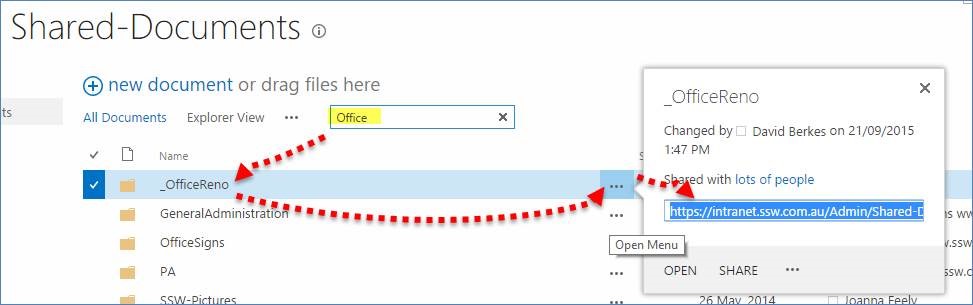 Shared-Documents
new document or drag files here
ts
All Documents Explorer View ••• Office
Name
_OfficeReno •••
GeneralAdministration •••
OfficeSigns •••
PA
SSW-Pictures ••• 26 May, 2014 Joanna Feely
Open Menu
_OfficeReno
Changed by David Berkes on 21/09/2015
1:47 PM
Shared with lots of people
https://intranet.ssw.com.au/Admin/Shared-D
OPEN SHARE •••